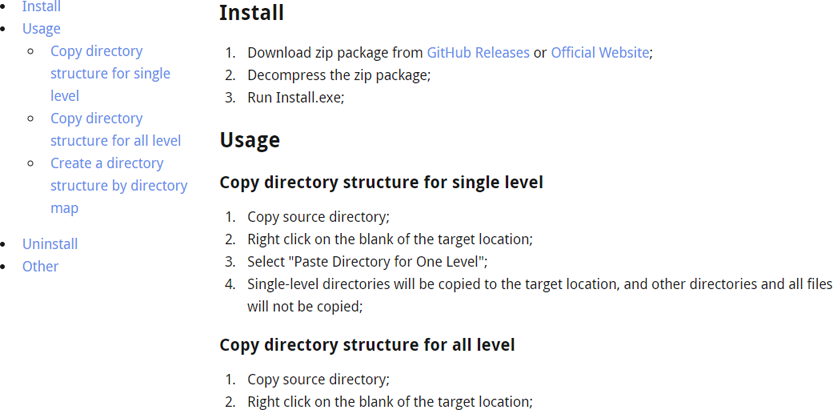 Install
Usage
Copy directory
structure for single
level
Copy directory
structure for all level
Create a directory
structure by directory
map
Uninstall
Other
Install
1. Download zip package from GitHub Releases or Official Website;
2. Decompress the zip package;
3. Run Install.exe;
Usage
Copy directory structure for single level
1. Copy source directory;
2. Right click on the blank of the target location;
3. Select "Paste Directory for One Level";
4. Single-level directories will be copied to the target location, and other directories and all files
will not be copied;
Copy directory structure for all level
1. Copy source directory;
2. Right click on the blank of the target location;